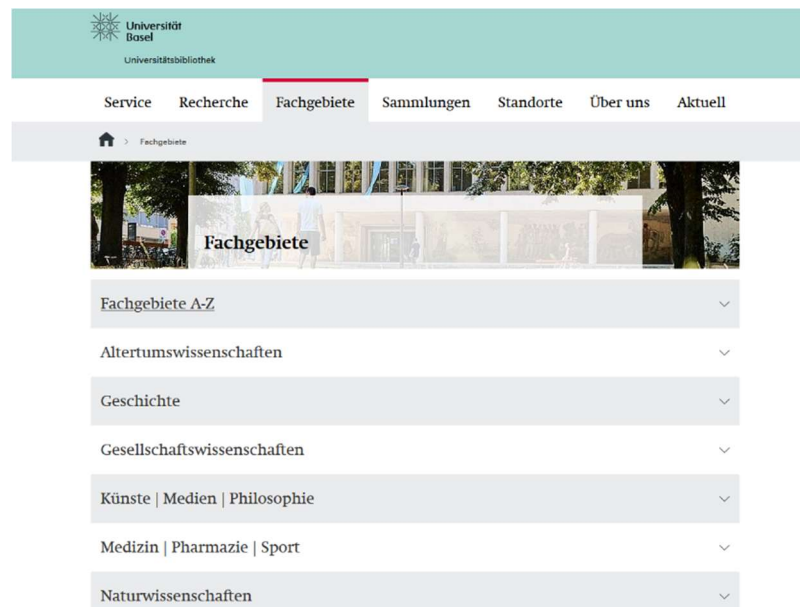 Universität
Basel
Universitätsbibliothek
Service Recherche Fachgebiete Sammlungen Standorte Über uns Aktuell
> Fachgebiete
Fachgebiete
Fachgebiete A-Z
Altertumswissenschaften
Geschichte
Gesellschaftswissenschaften
Künste | Medien | Philosophie
Medizin | Pharmazie | Sport
Naturwissenschaften